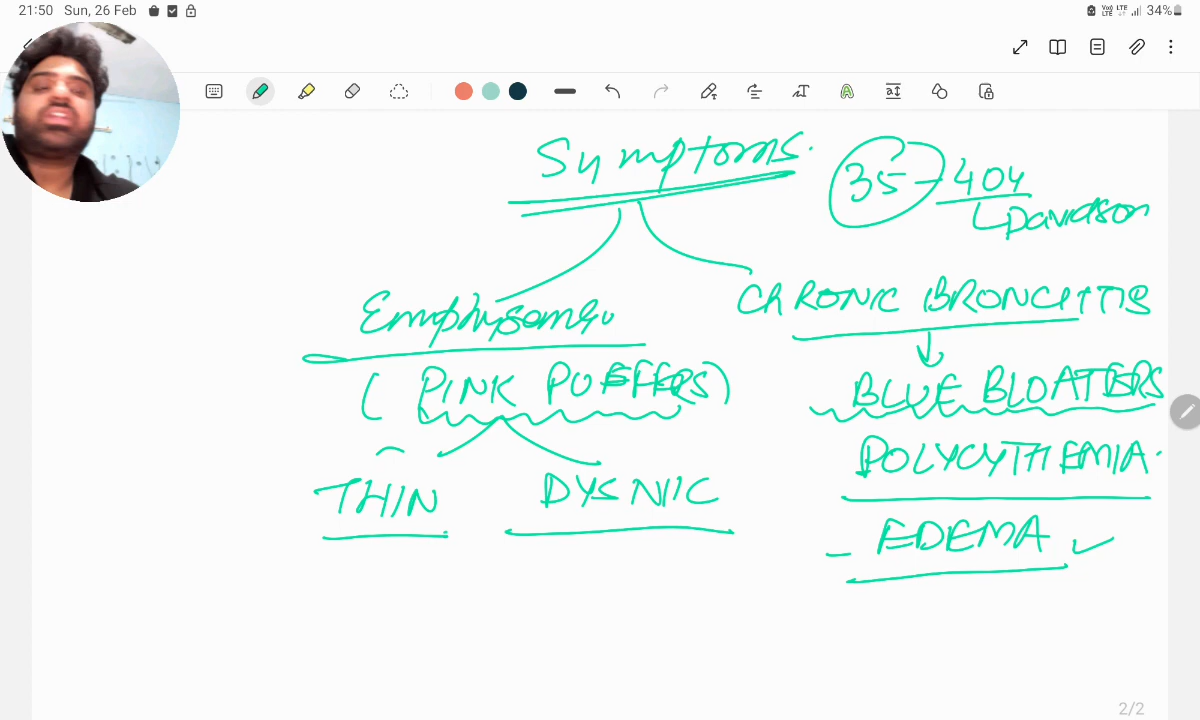 21:50 Sun, 26 Feb
34%
Symptoms.
35-404
Davidson
Emphysema
CHRONIC BRONCITIS
(PINK PUFFERS)
BLUE BLOATERS
POLYCYTHEMIA.
THIN DYSNIC
- EDEMA ✓
2/2